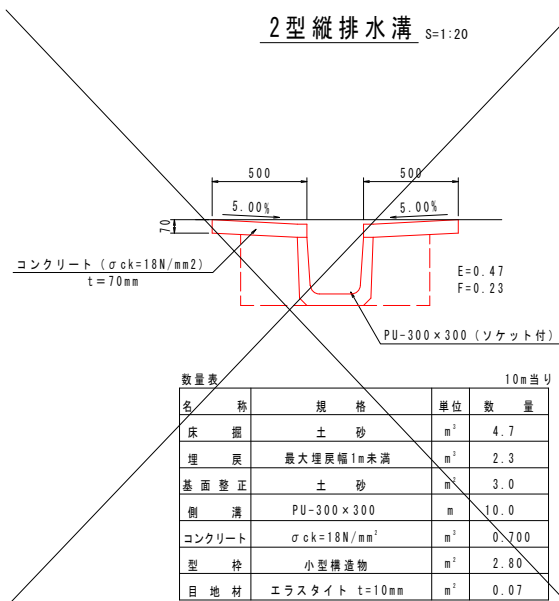 2型縦排水溝 S=1:20
500 500
5.00% 5.00%
70
コンクリート(σck=18N/mm2)
t=70mm
E=0.47
F=0.23
PU-300×300(ソケット付)
数量表 10m当り
名称 規格 単位 数量
床掘 土砂 m³ 4.7
埋戻 最大埋戻幅1m未満 m³ 2.3
基面整正 土砂 m² 3.0
側溝 PU-300×300 m 10.0
コンクリート σck=18N/mm² m³ 0.700
型枠 小型構造物 m² 2.80
目地材 エラスタイト t=10mm m² 0.07